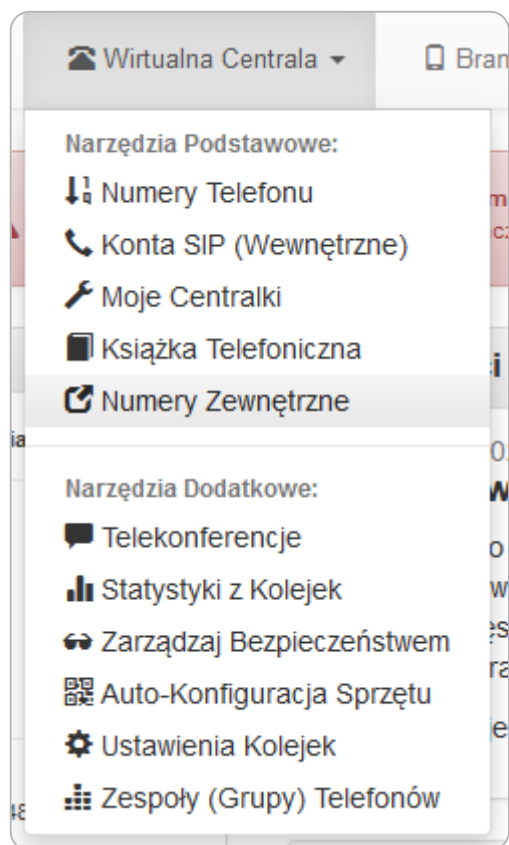 Wirtualna Centrala
Narzędzia Podstawowe:
Numery Telefonu
Konta SIP (Wewnętrzne)
Moje Centralki
Książka Telefoniczna
Numery Zewnętrzne
Narzędzia Dodatkowe:
Telekonferencje
Statystyki z Kolejek
Zarządzaj Bezpieczeństwem
Auto-Konfiguracja Sprzętu
Ustawienia Kolejek
Zespoły (Grupy) Telefonów